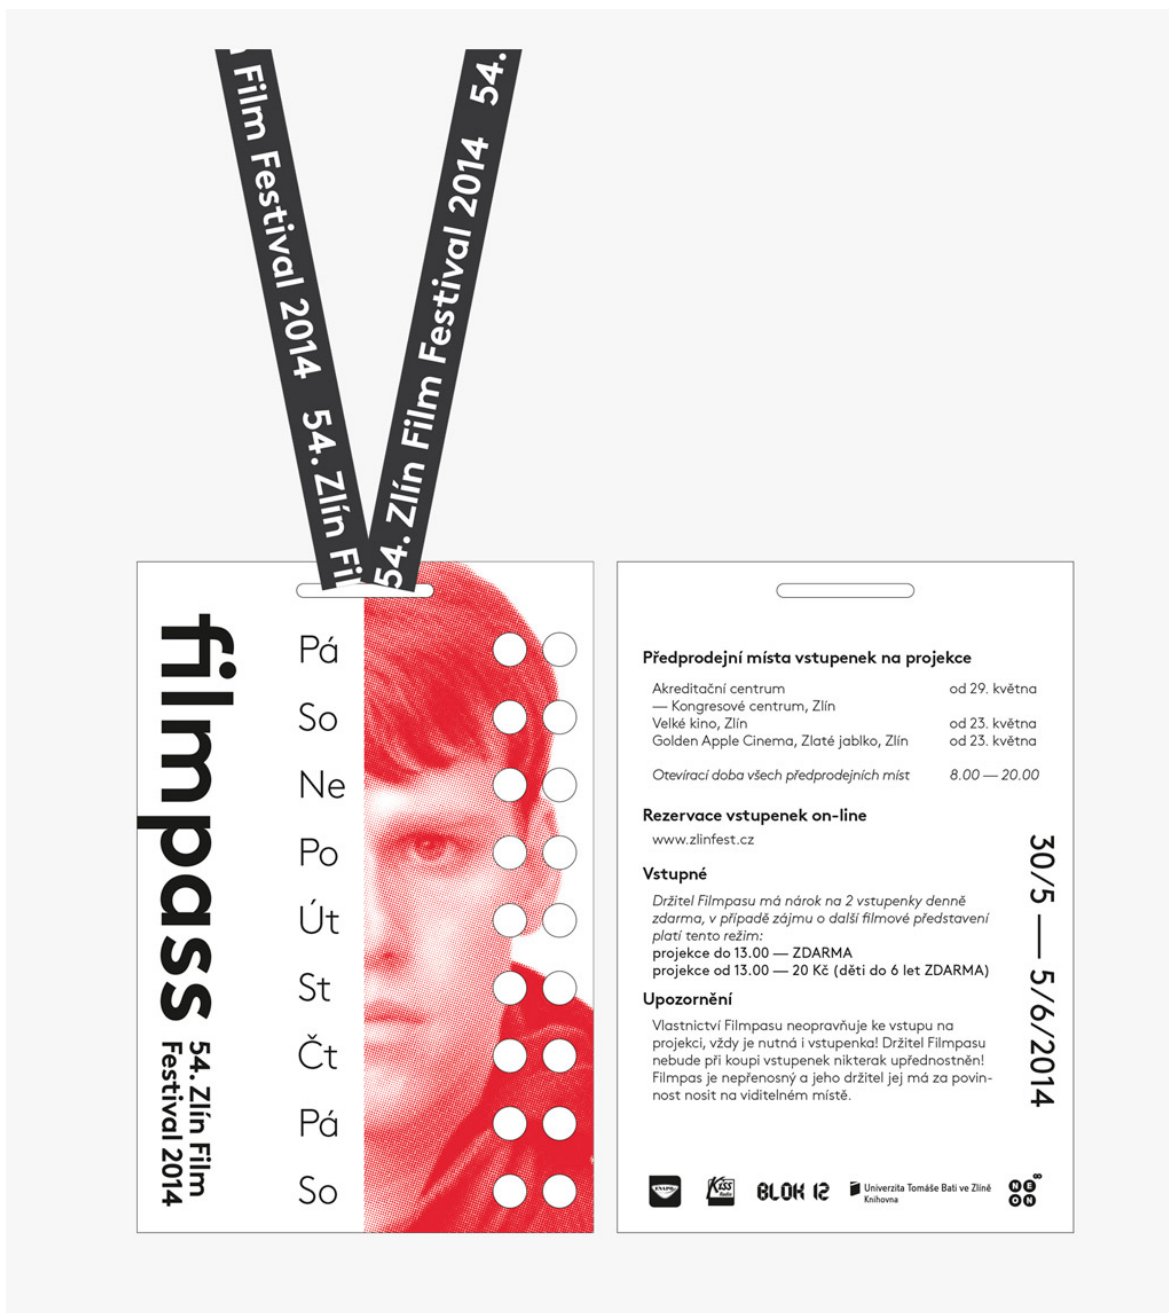 Film Festival 2014 54. Zlín Fi
54. Zlín Film Festival 2014 54.
filmpass
54. Zlín Film
Festival 2014
Pá
So
Ne
Po
Út
St
Čt
Pá
So
Předprodejní místa vstupenek na projekce
Akreditační centrum od 29. května
— Kongresové centrum, Zlín
Velké kino, Zlín od 23. května
Golden Apple Cinema, Zlaté jablko, Zlín od 23. května
Otevírací doba všech předprodejních míst 8.00 — 20.00
Rezervace vstupenek on-line
www.zlinfest.cz
Vstupné
Držitel Filmpasu má nárok na 2 vstupenky denně
zdarma, v případě zájmu o další filmové představení
platí tento režim:
projekce do 13.00 — ZDARMA
projekce od 13.00 — 20 Kč (děti do 6 let ZDARMA)
Upozornění
Vlastnictví Filmpasu neopravňuje ke vstupu na
projekci, vždy je nutná i vstupenka! Držitel Filmpasu
nebude při koupi vstupenek nikterak upřednostněn!
Filmpas je nepřenosný a jeho držitel jej má za povin-
nost nosit na viditelném místě.
30/5 — 5/6/2014
Kiss
Radio
BLOK 12
Univerzita Tomáše Bati ve Zlíně
Knihovna
NEON